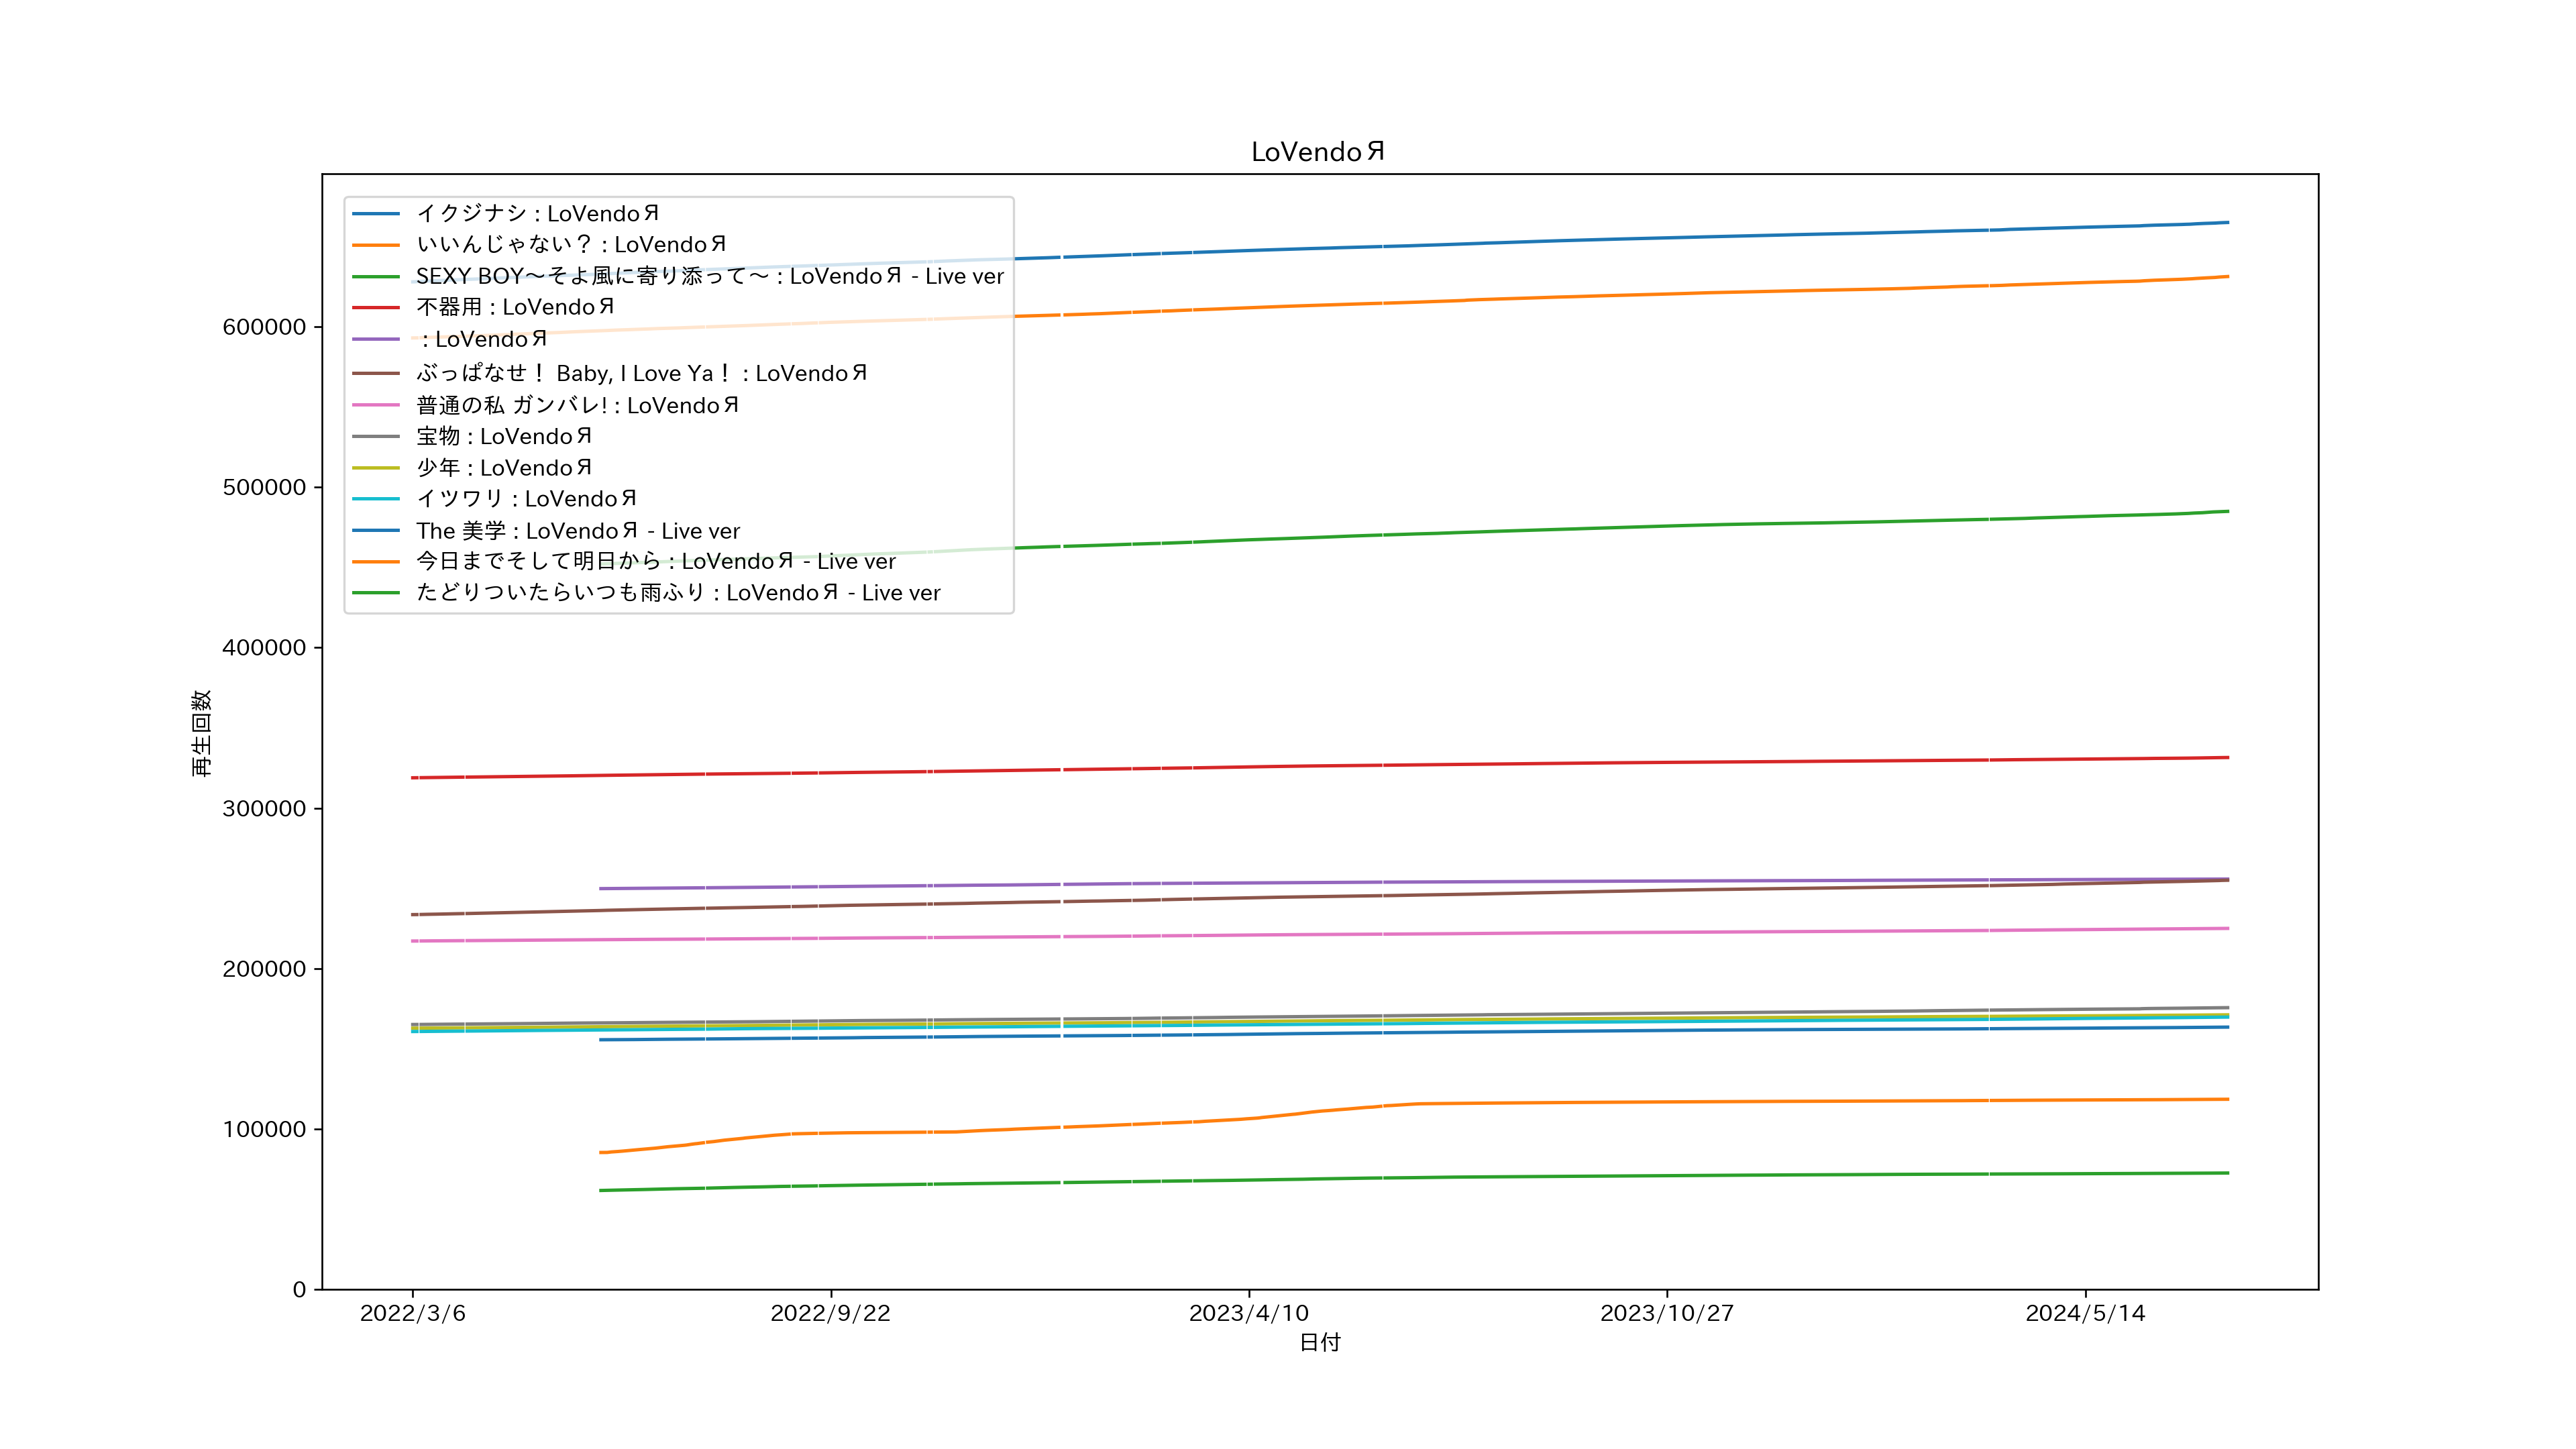 LoVendoЯ
イクジナシ : LoVendoЯ
いいんじゃない？ : LoVendoЯ
SEXY BOY～そよ風に寄り添って～ : LoVendoЯ - Live ver
不器用 : LoVendoЯ
: LoVendoЯ
ぶっぱなせ！ Baby, I Love Ya！ : LoVendoЯ
普通の私 ガンバレ! : LoVendoЯ
宝物 : LoVendoЯ
少年 : LoVendoЯ
イツワリ : LoVendoЯ
The 美学 : LoVendoЯ - Live ver
今日までそして明日から : LoVendoЯ - Live ver
たどりついたらいつも雨ふり : LoVendoЯ - Live ver
600000
500000
400000
300000
200000
100000
0
再生回数
2022/3/6
2022/9/22
2023/4/10
2023/10/27
2024/5/14
日付